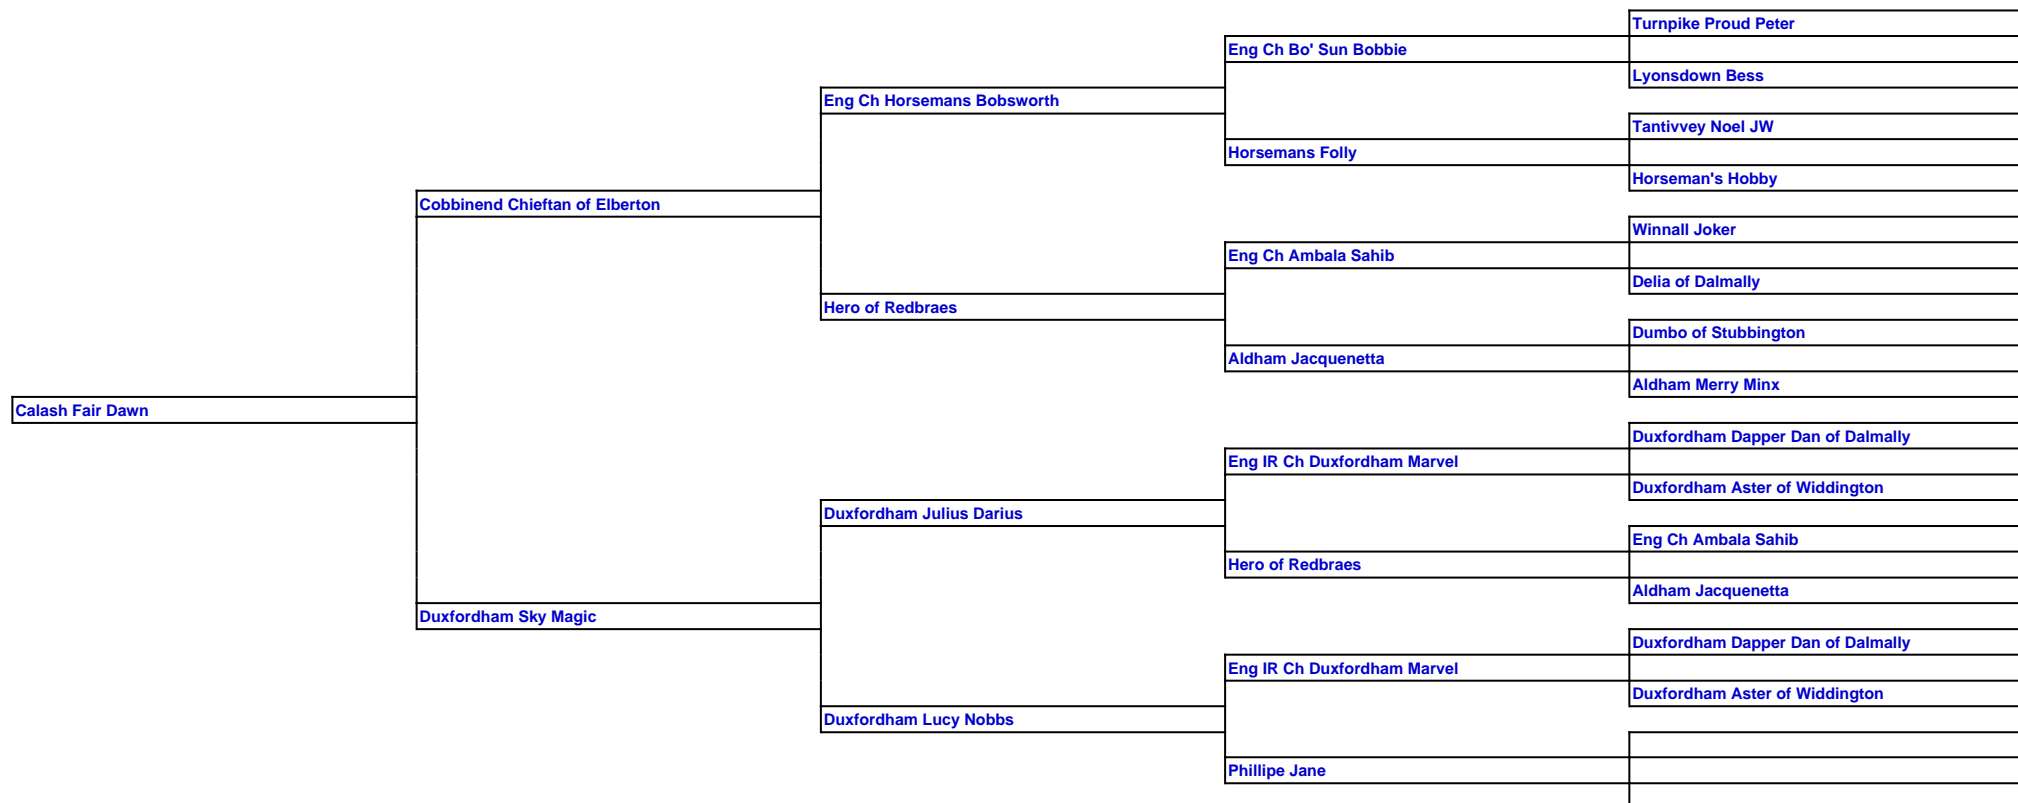 Turnpike Proud Peter
Eng Ch Bo' Sun Bobbie
Lyonsdown Bess
Eng Ch Horsemans Bobsworth
Tantivvey Noel JW
Horsemans Folly
Horseman's Hobby
Cobbinend Chieftan of Elberton
Winnall Joker
Eng Ch Ambala Sahib
Delia of Dalmally
Hero of Redbraes
Dumbo of Stubbington
Aldham Jacquenetta
Aldham Merry Minx
Calash Fair Dawn
Duxfordham Dapper Dan of Dalmally
Eng IR Ch Duxfordham Marvel
Duxfordham Aster of Widdington
Duxfordham Julius Darius
Eng Ch Ambala Sahib
Hero of Redbraes
Aldham Jacquenetta
Duxfordham Sky Magic
Duxfordham Dapper Dan of Dalmally
Eng IR Ch Duxfordham Marvel
Duxfordham Aster of Widdington
Duxfordham Lucy Nobbs
Phillipe Jane